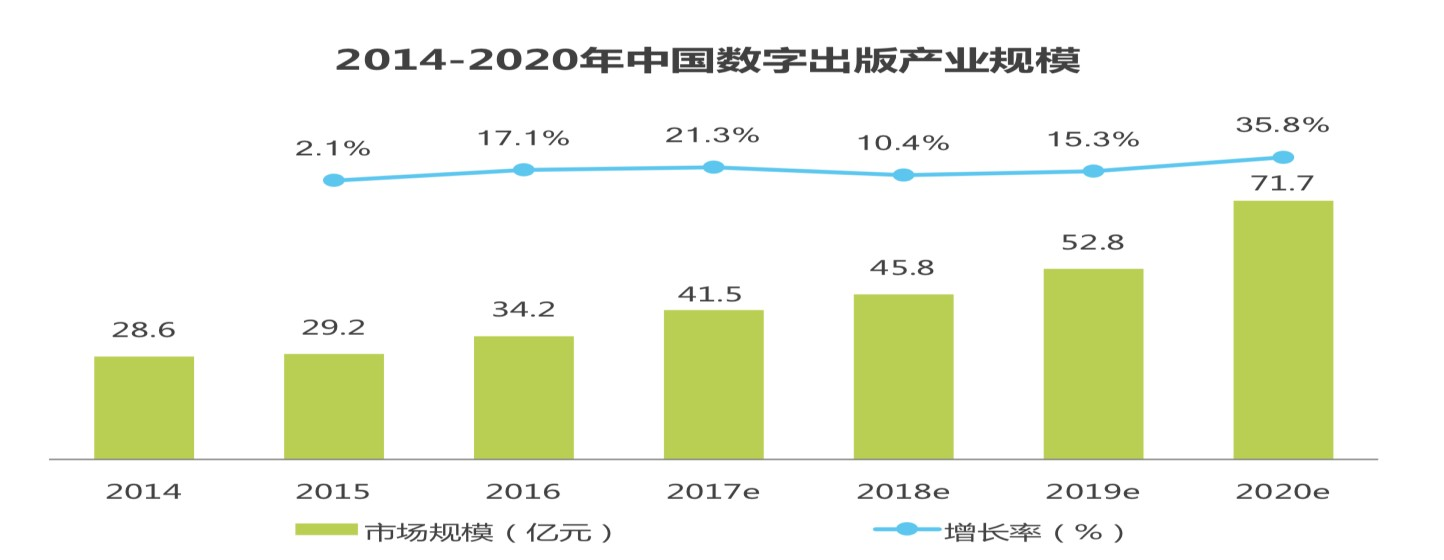 2014-2020年中国数字出版产业规模
2.1% 17.1% 21.3% 10.4% 15.3% 35.8%
28.6 29.2 34.2 41.5 45.8 52.8 71.7
2014 2015 2016 2017e 2018e 2019e 2020e
市场规模（亿元） 增长率（%）